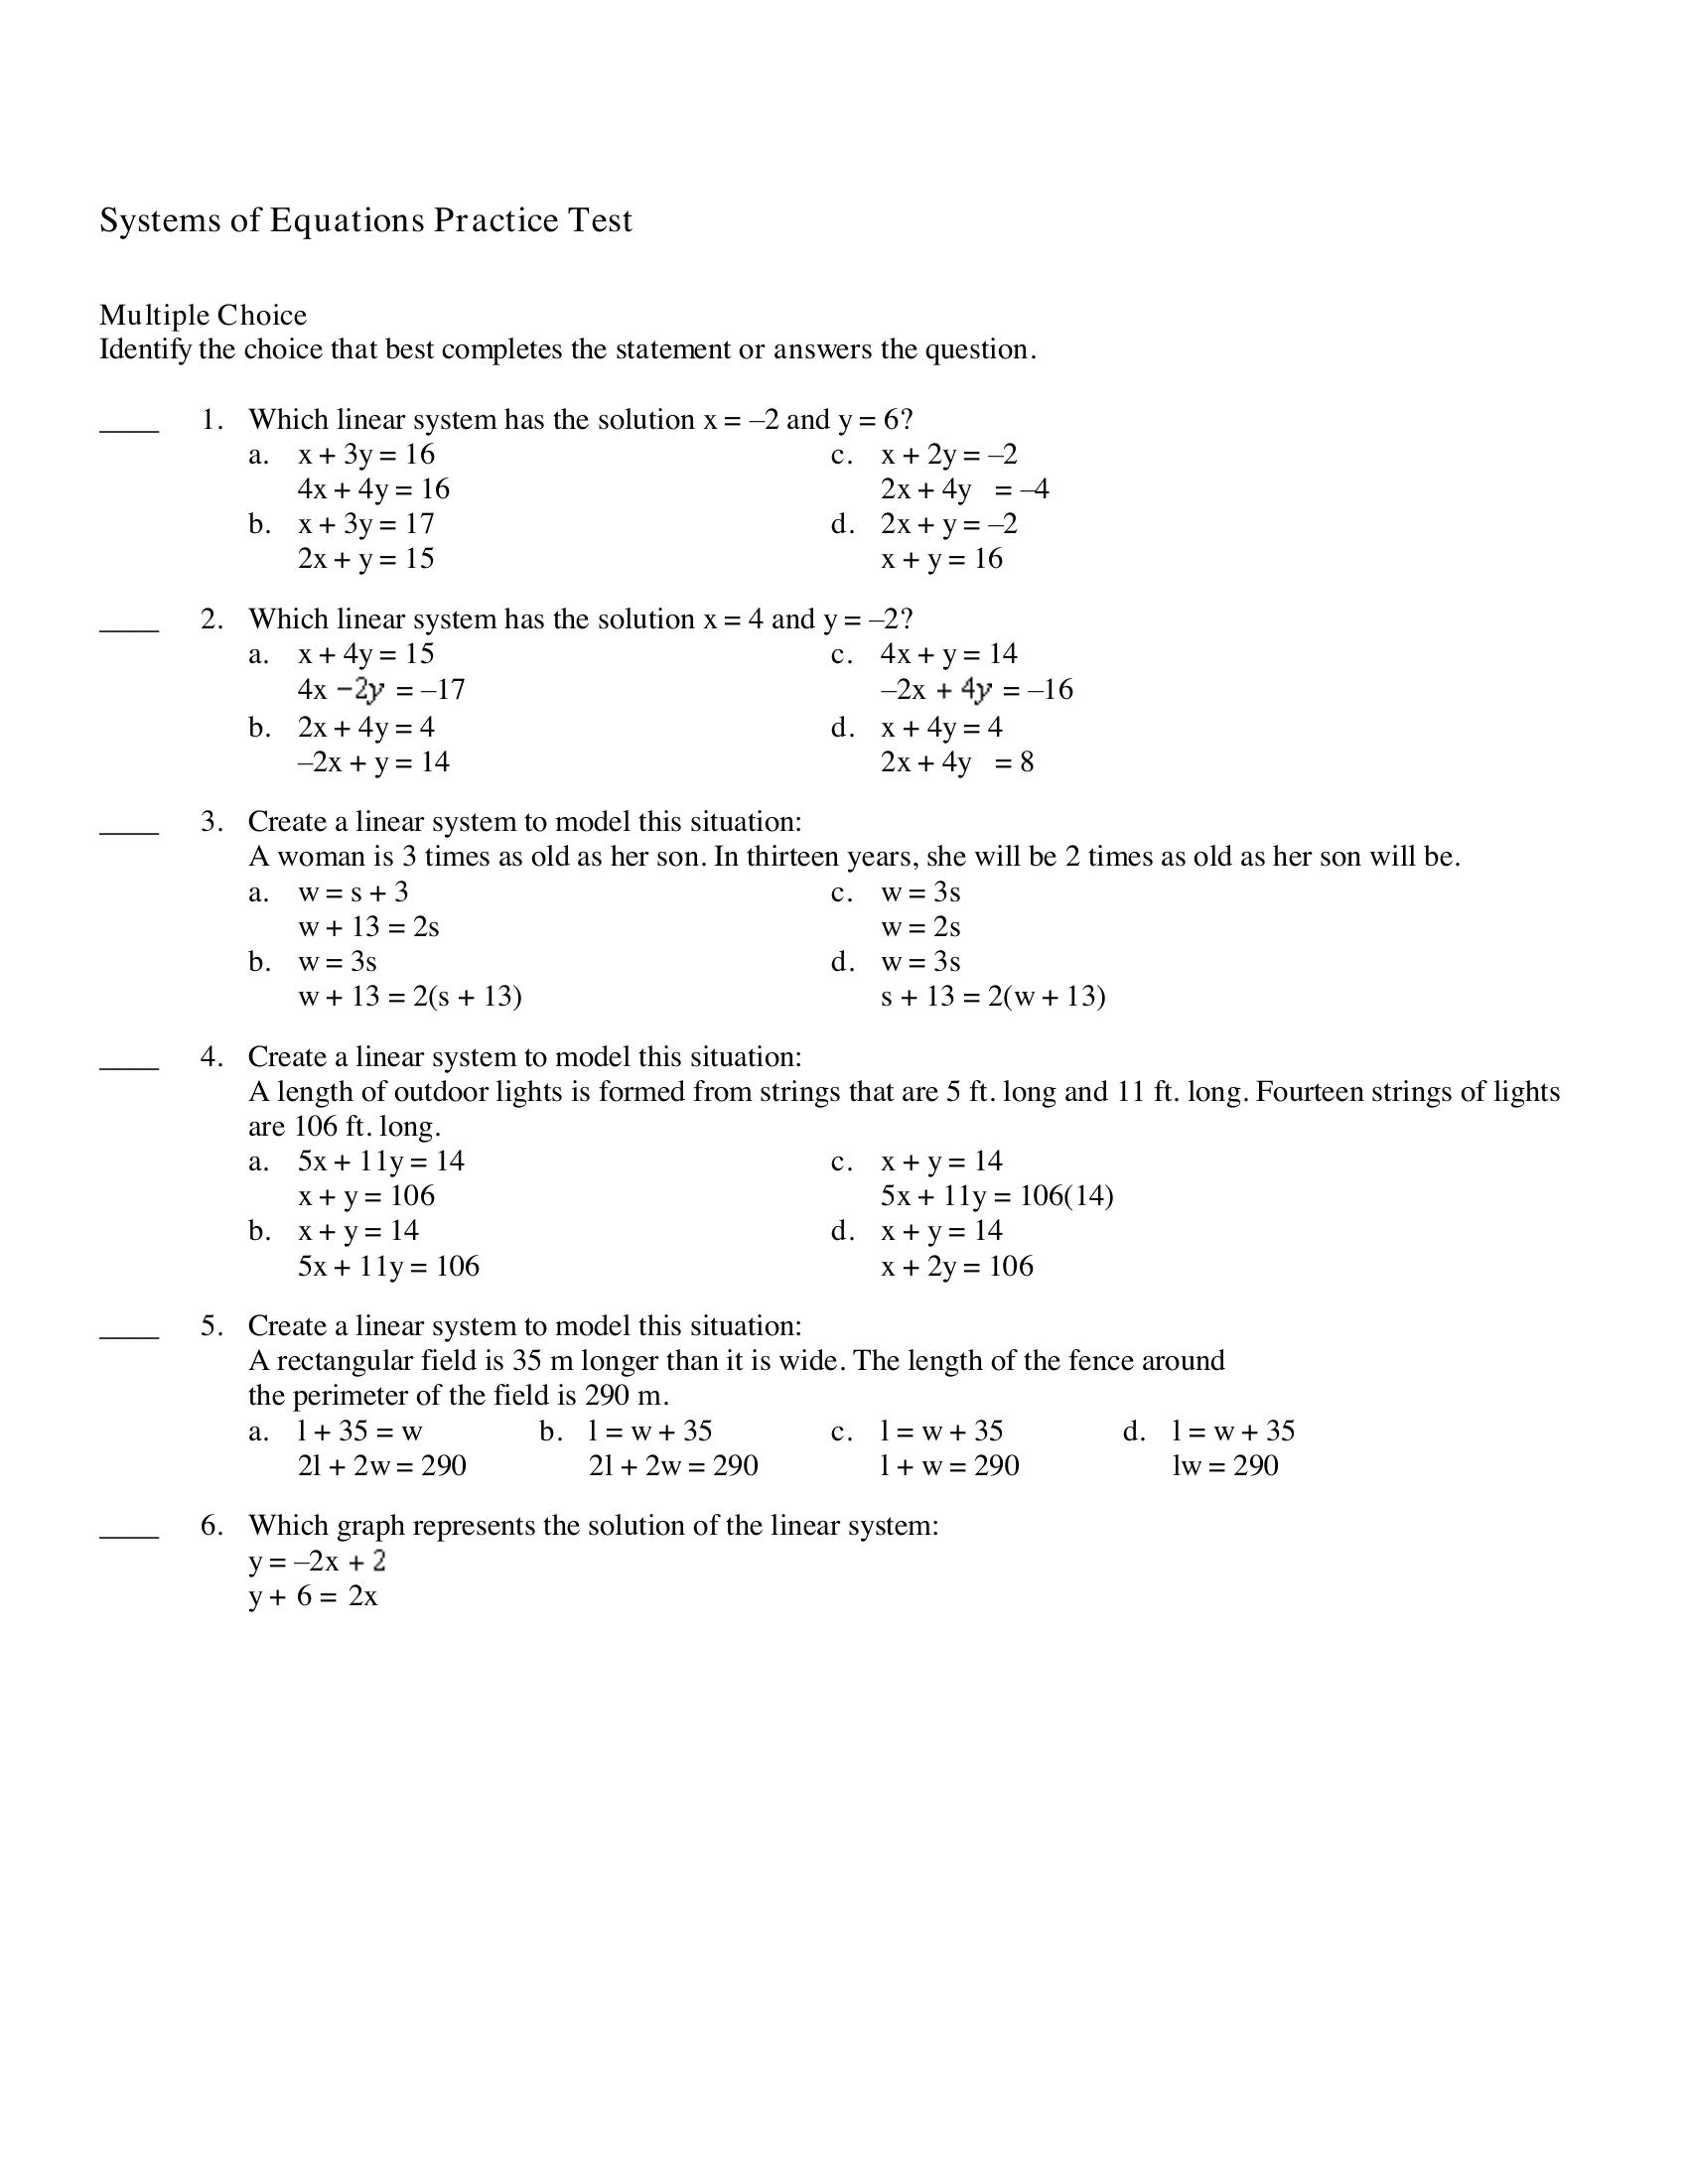 Systems of Equations Practice Test
Multiple Choice
Identify the choice that best completes the statement or answers the question.
____ 1. Which linear system has the solution x = –2 and y = 6?
a. x + 3y = 16 c. x + 2y = –2
4x + 4y = 16 2x + 4y = –4
b. x + 3y = 17 d. 2x + y = –2
2x + y = 15 x + y = 16
____ 2. Which linear system has the solution x = 4 and y = –2?
a. x + 4y = 15 c. 4x + y = 14
4x −2y = –17 –2x + 4y = –16
b. 2x + 4y = 4 d. x + 4y = 4
–2x + y = 14 2x + 4y = 8
____ 3. Create a linear system to model this situation:
A woman is 3 times as old as her son. In thirteen years, she will be 2 times as old as her son will be.
a. w = s + 3 c. w = 3s
w + 13 = 2s w = 2s
b. w = 3s d. w = 3s
w + 13 = 2(s + 13) s + 13 = 2(w + 13)
____ 4. Create a linear system to model this situation:
A length of outdoor lights is formed from strings that are 5 ft. long and 11 ft. long. Fourteen strings of lights
are 106 ft. long.
a. 5x + 11y = 14 c. x + y = 14
x + y = 106 5x + 11y = 106(14)
b. x + y = 14 d. x + y = 14
5x + 11y = 106 x + 2y = 106
____ 5. Create a linear system to model this situation:
A rectangular field is 35 m longer than it is wide. The length of the fence around
the perimeter of the field is 290 m.
a. l + 35 = w b. l = w + 35 c. l = w + 35 d. l = w + 35
2l + 2w = 290 2l + 2w = 290 l + w = 290 lw = 290
____ 6. Which graph represents the solution of the linear system:
y = –2x + 2
y + 6 = 2x